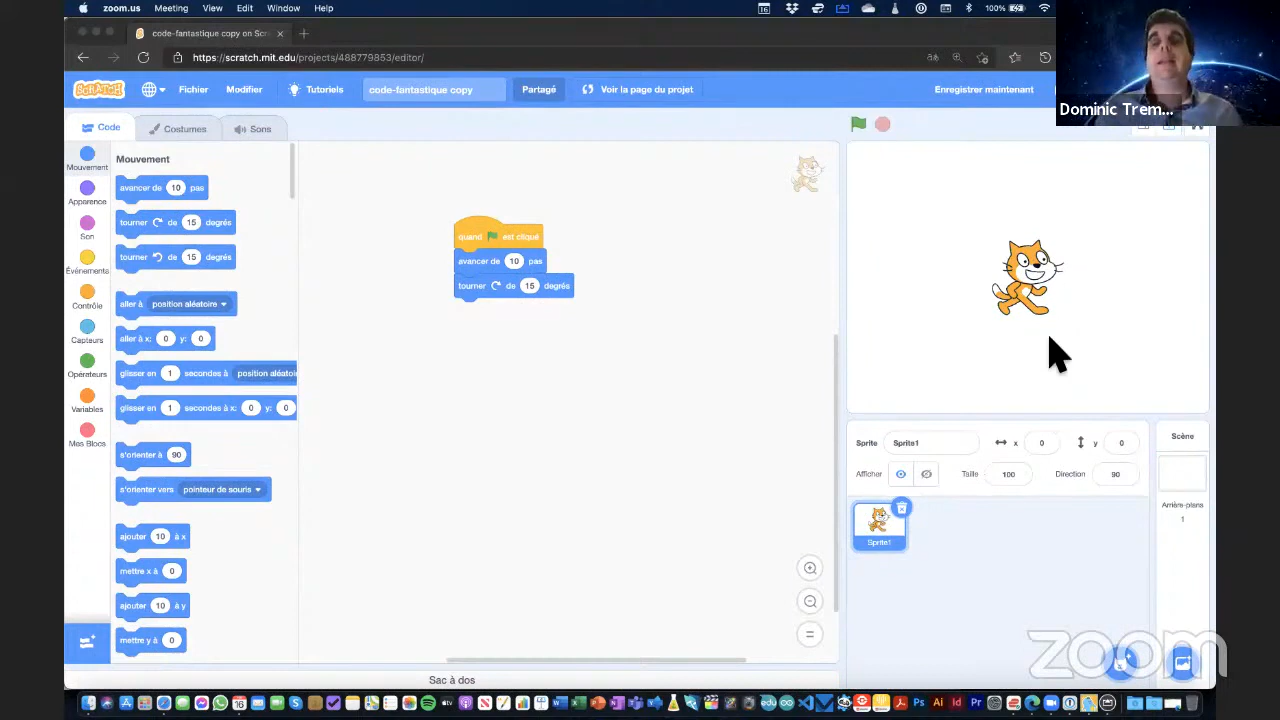 zoom.us Meeting View Edit Window Help
16
100%
Dominic Trem...
code-fantastique copy on Scr
https://scratch.mit.edu/projects/488779853/editor/
SCRATCH
Fichier
Modifier
Tutoriels
code-fantastique copy
Partagé
Voir la page du projet
Enregistrer maintenant
Code
Costumes
Sons
Mouvement
Apparence
Son
Événements
Contrôle
Capteurs
Opérateurs
Variables
Mes Blocs
Mouvement
avancer de 10 pas
tourner de 15 degrés
tourner de 15 degrés
aller à position aléatoire
aller à x: 0 y: 0
glisser en 1 secondes à position aléatoi
glisser en 1 secondes à x: 0 y: 0
s'orienter à 90
s'orienter vers pointeur de souris
ajouter 10 à x
mettre x à 0
ajouter 10 à y
mettre y à 0
quand est cliqué
avancer de 10 pas
tourner de 15 degrés
Sprite Sprite1 x 0 y 0
Afficher Taille 100 Direction 90
Sprite1
Scène
Arrière-plans
1
Sac à dos
zoom